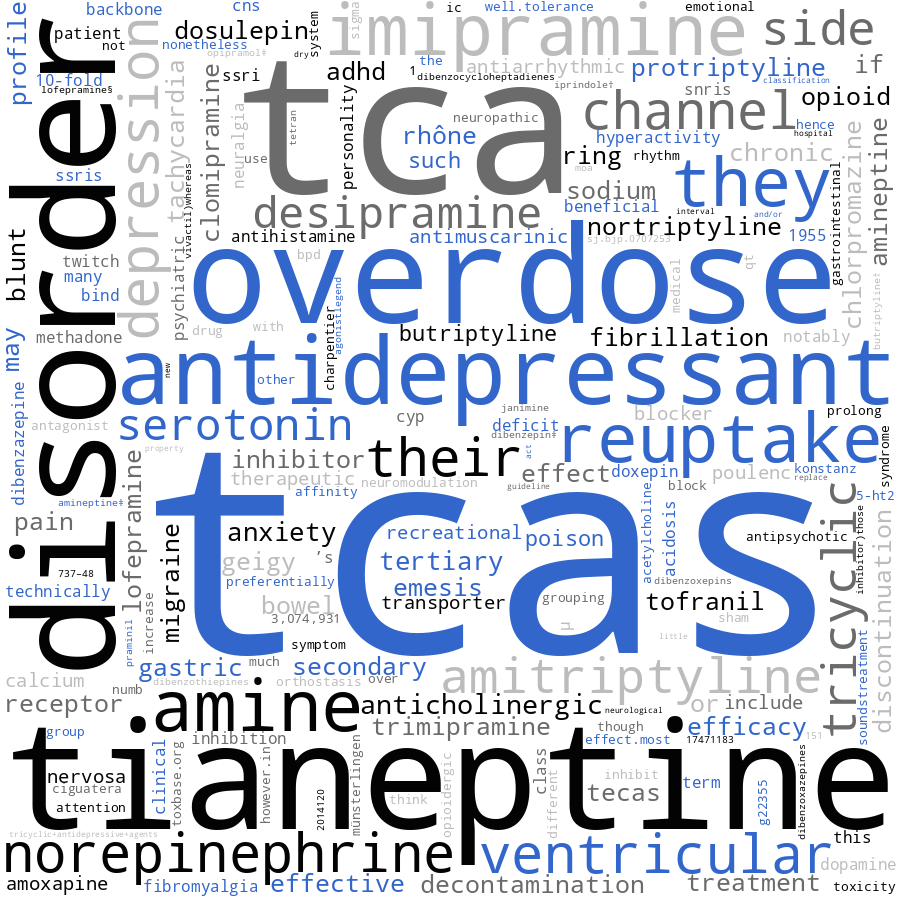 backbone
cns
well.tolerance
ic
emotional
profile
patient
not
dosulepin
nonetheless
opipramol‡
dry
system
sigma
imipramine
side
10-fold
lofepramine§
disorder
depression
tachycardia
clomipramine
ssri
neuralgia
use
tca
tetran
personality
adhd
1
the
dibenzocycloheptadienes
antiarrhythmic
iprindole†
neuropathic
rhône
such
protriptyline
classification
snris
if
channel
opioid
hence
hospital
hyperactivity
ring
rhythm
moa
chronic
sodium
they
beneficial
interval
and/or
gastrointestinal
chlorpromazine
amineptine
ssris
blunt
twitch
many
bind
psychiatric
vivactil)whereas
desipramine
antihistamine
antimuscarinic
nortriptyline
sj.bjp.0707253
1955
bpd
overdose
medical
qt
methadone
may
drug
with
charpentier
agonistlegend
butriptyline
fibrillation
notably
butriptyline†
new
other
antidepressant
dibenzazepine
antagonist
serotonin
cyp
janimine
deficit
dibenzepin‡
act
reuptake
blocker
prolong
syndrome
property
inhibitor
their
effect
doxepin
poulenc
konstanz
replace
therapeutic
neuromodulation
affinity
guideline
block
5-ht2
amineptine‡
pain
lofepramine
migraine
tcas
anxiety
recreational
poison
acetylcholine
acidosis
antipsychotic
inhibitor)those
tricyclic
discontinuation
geigy
’s
tertiary
preferentially
emesis
dibenzoxepins
737–48
technically
bowel
transporter
grouping
tofranil
3,074,931
µ
sham
little
praminil
increase
symptom
gastric
much
secondary
calcium
dibenzothiepines
orthostasis
over
amitriptyline
receptor
numb
amine
anticholinergic
neurological
or
include
soundstreatment
group
trimipramine
though
efficacy
inhibition
effect.most
17471183
151
tianeptine
nervosa
ciguatera
attention
clinical
toxbase.org
however.in
2014120
münsterlingen
think
opioidergic
class
different
inhibit
tecas
term
g22355
dibenzoxazepines
tricyclic+antidepressive+agents
this
norepinephrine
ventricular
dopamine
amoxapine
fibromyalgia
effective
decontamination
treatment
toxicity